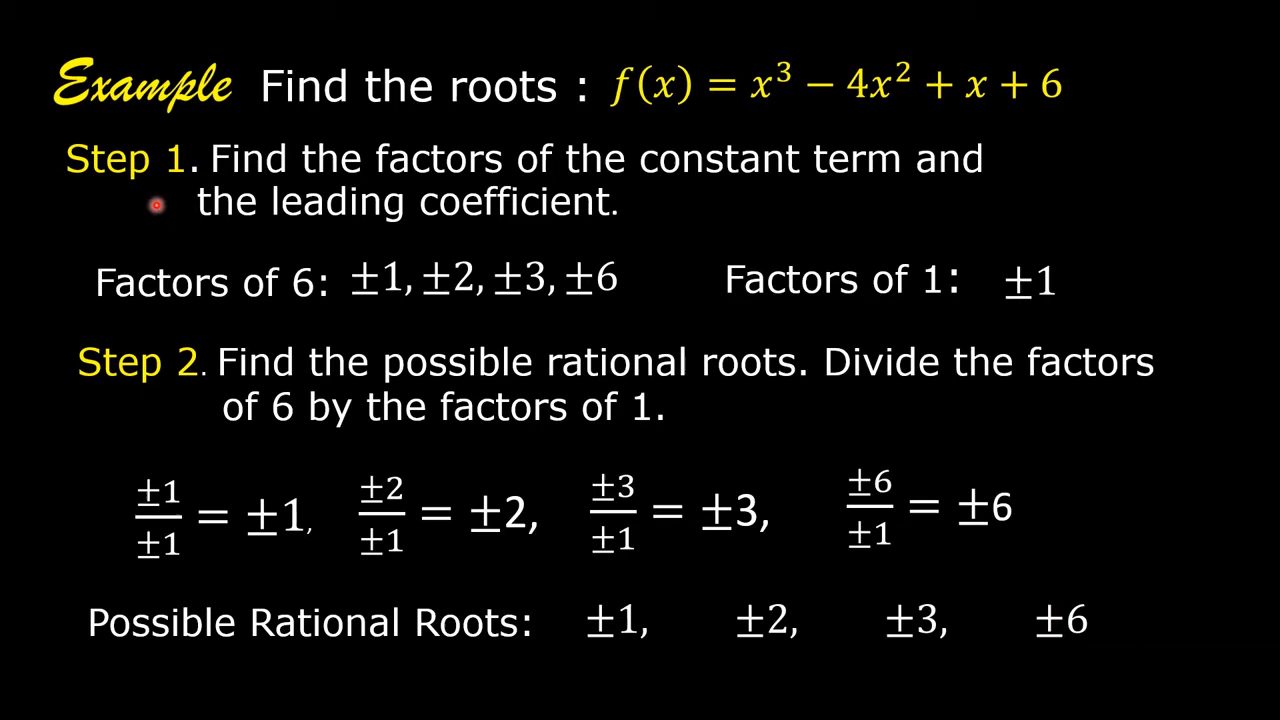 Example Find the roots : f(x) = x³ − 4x² + x + 6
Step 1. Find the factors of the constant term and
the leading coefficient.
Factors of 6: ±1, ±2, ±3, ±6 Factors of 1: ±1
Step 2. Find the possible rational roots. Divide the factors
of 6 by the factors of 1.
±1/±1 = ±1, ±2/±1 = ±2, ±3/±1 = ±3, ±6/±1 = ±6
Possible Rational Roots: ±1, ±2, ±3, ±6